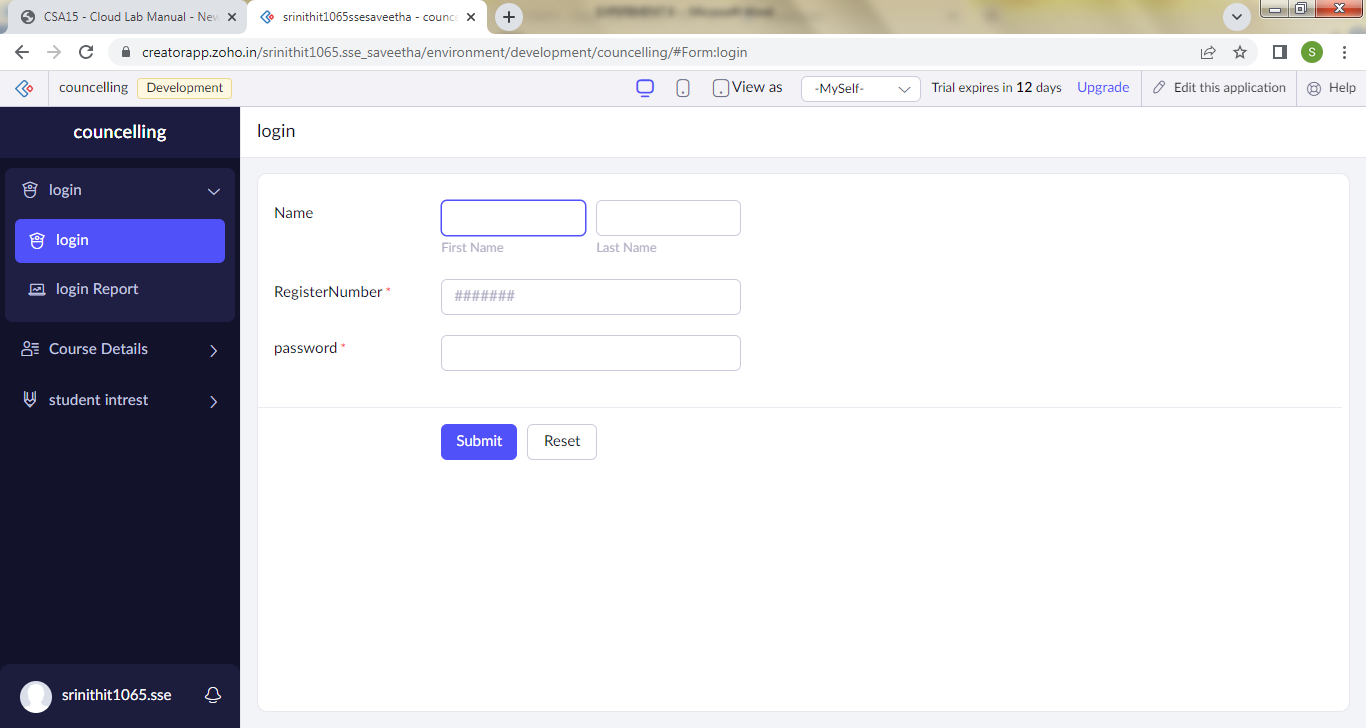 CSA15 - Cloud Lab Manual - New
srinithit1065ssesaveetha - counce
creatorapp.zoho.in/srinithit1065.sse_saveetha/environment/development/councelling/#Form:login
S
councelling
Development
View as
-MySelf-
Trial expires in 12 days
Upgrade
Edit this application
Help
councelling
login
login
login Report
Course Details
student intrest
srinithit1065.sse
login
Name
First Name
Last Name
RegisterNumber *
#######
password *
Submit
Reset